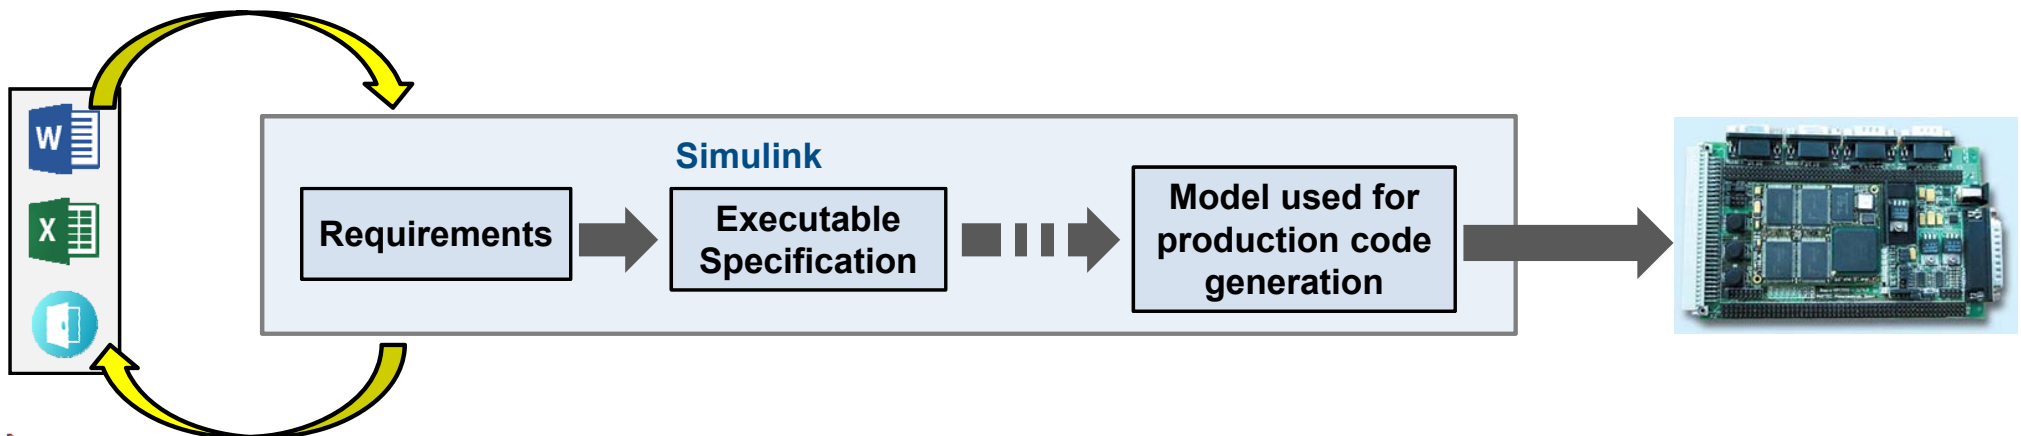 W
X
Simulink
Requirements
Executable
Specification
Model used for
production code
generation